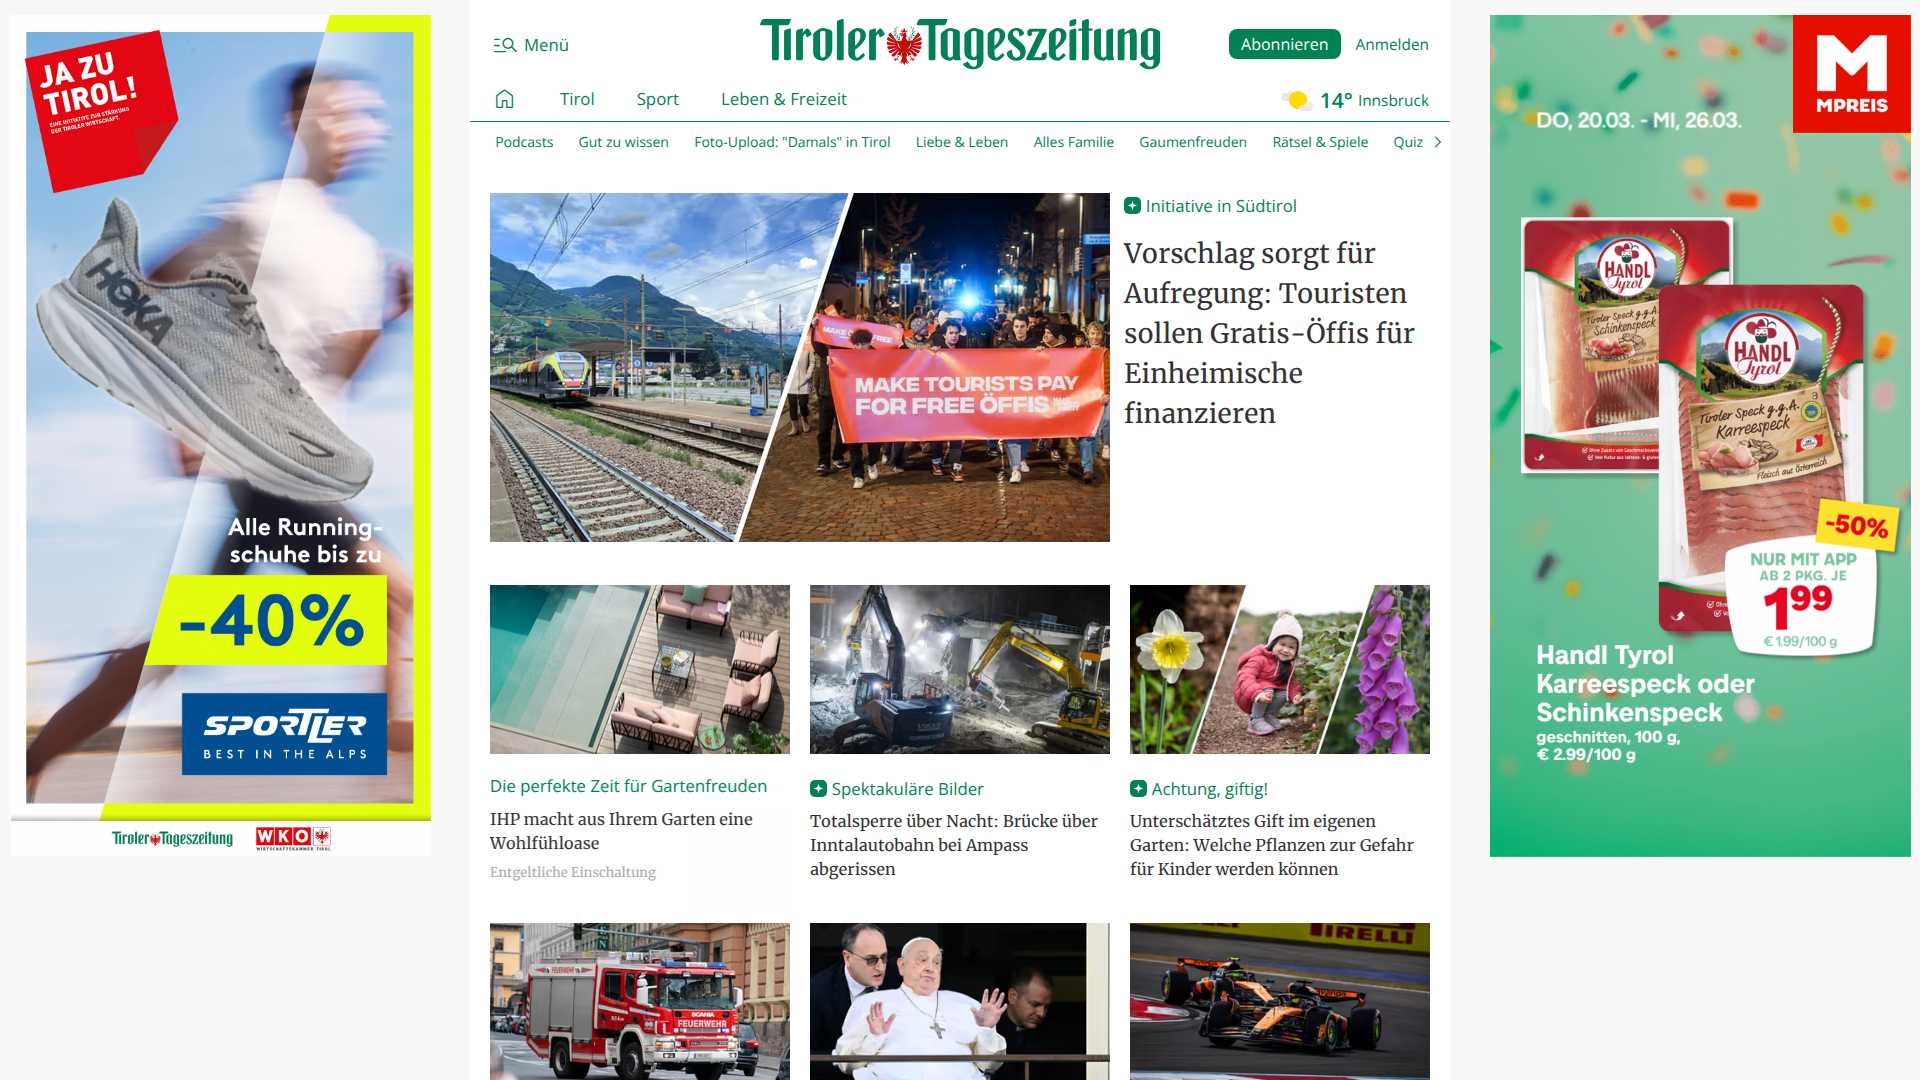 JA ZU
TIROL!
EINE INITIATIVE ZUR STÄRKUNG
DER TIROLER WIRTSCHAFT.
HOKA
Alle Running-
schuhe bis zu
-40%
SPORTLER
BEST IN THE ALPS
Tiroler Tageszeitung
WKO
WIRTSCHAFTSKAMMER TIROL
Menü
Tiroler Tageszeitung
Abonnieren
Anmelden
Tirol
Sport
Leben & Freizeit
14° Innsbruck
Podcasts
Gut zu wissen
Foto-Upload: "Damals" in Tirol
Liebe & Leben
Alles Familie
Gaumenfreuden
Rätsel & Spiele
Quiz
MAKE TOURISTS PAY
FOR FREE ÖFFIS
Initiative in Südtirol
Vorschlag sorgt für
Aufregung: Touristen
sollen Gratis-Öffis für
Einheimische
finanzieren
Die perfekte Zeit für Gartenfreuden
IHP macht aus Ihrem Garten eine
Wohlfühloase
Entgeltliche Einschaltung
Spektakuläre Bilder
Totalsperre über Nacht: Brücke über
Inntalautobahn bei Ampass
abgerissen
Achtung, giftig!
Unterschätztes Gift im eigenen
Garten: Welche Pflanzen zur Gefahr
für Kinder werden können
SCANIA
FEUERWEHR
PIRELLI
M
MPREIS
DO, 20.03. - MI, 26.03.
HANDL
Tyrol
Tiroler Speck g.g.A.
Schinkenspeck
HANDL
Tyrol
Tiroler Speck g.g.A.
Karreespeck
Fleisch aus Österreich
-50%
NUR MIT APP
AB 2 PKG. JE
1.99
€ 1.99/100 g
Handl Tyrol
Karreespeck oder
Schinkenspeck
geschnitten, 100 g,
€ 2.99/100 g